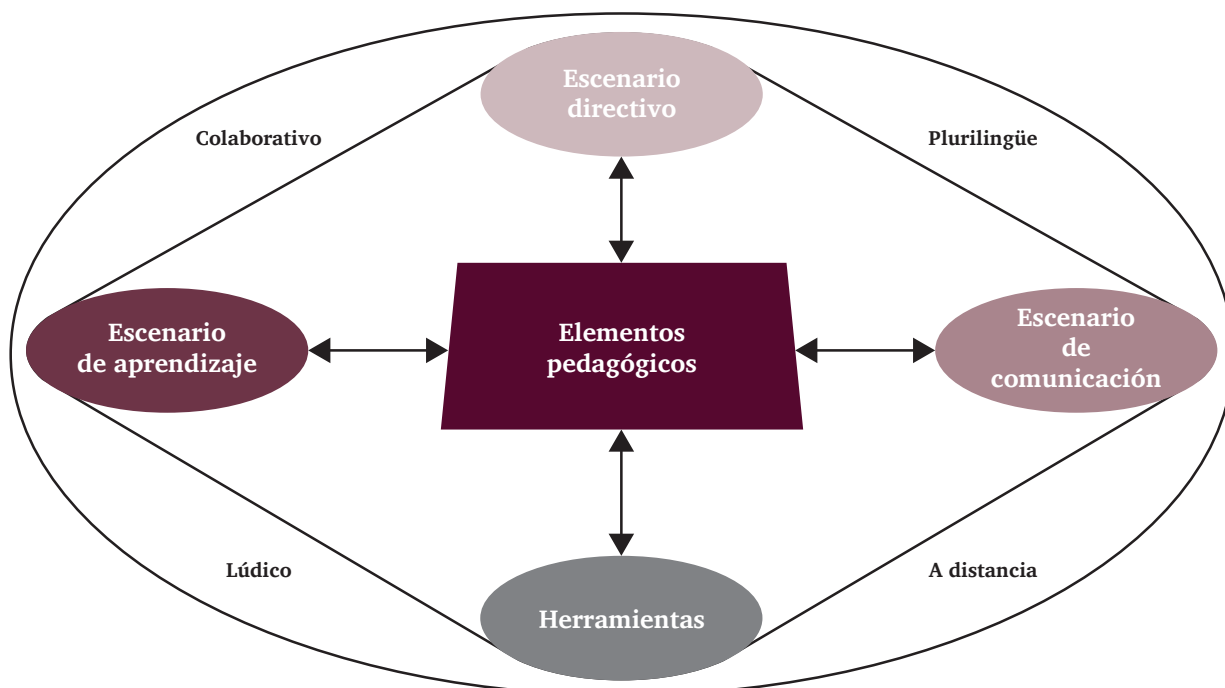 Escenario
directivo
Colaborativo
Plurilingüe
Escenario
de aprendizaje
Elementos
pedagógicos
Escenario
de
comunicación
Lúdico
A distancia
Herramientas